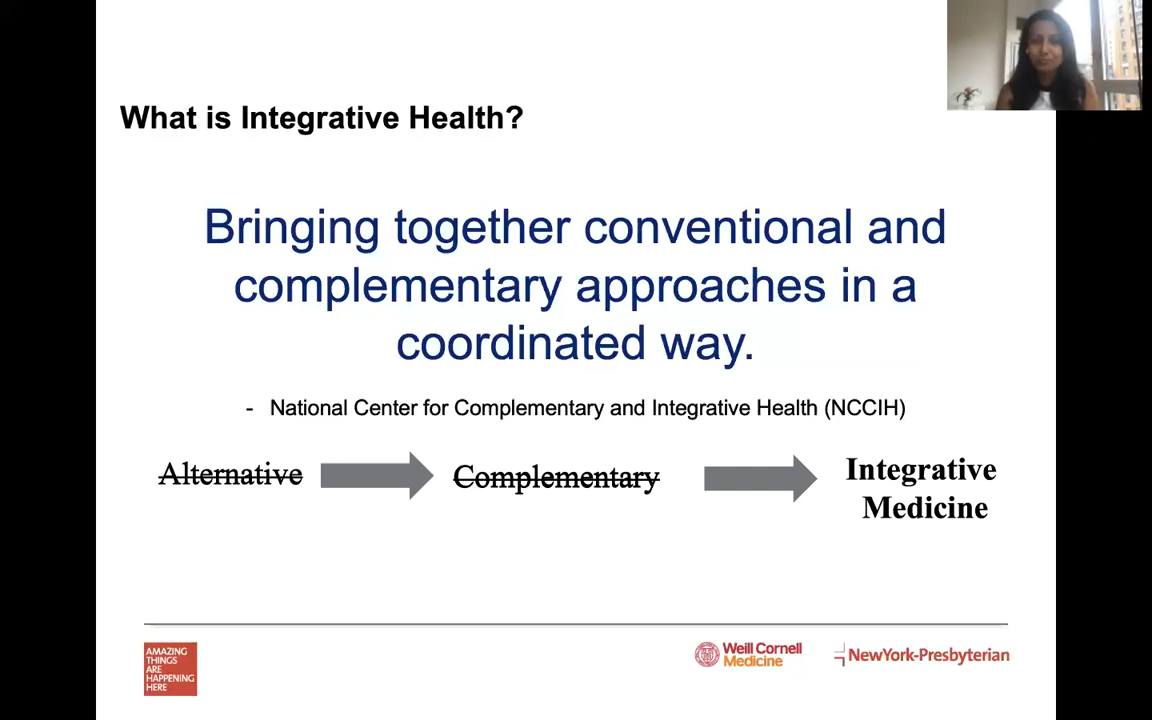 What is Integrative Health?
Bringing together conventional and
complementary approaches in a
coordinated way.
- National Center for Complementary and Integrative Health (NCCIH)
Alternative
Complementary
Integrative
Medicine
AMAZING
THINGS
ARE
HAPPENING
HERE
Weill Cornell
Medicine
NewYork-Presbyterian